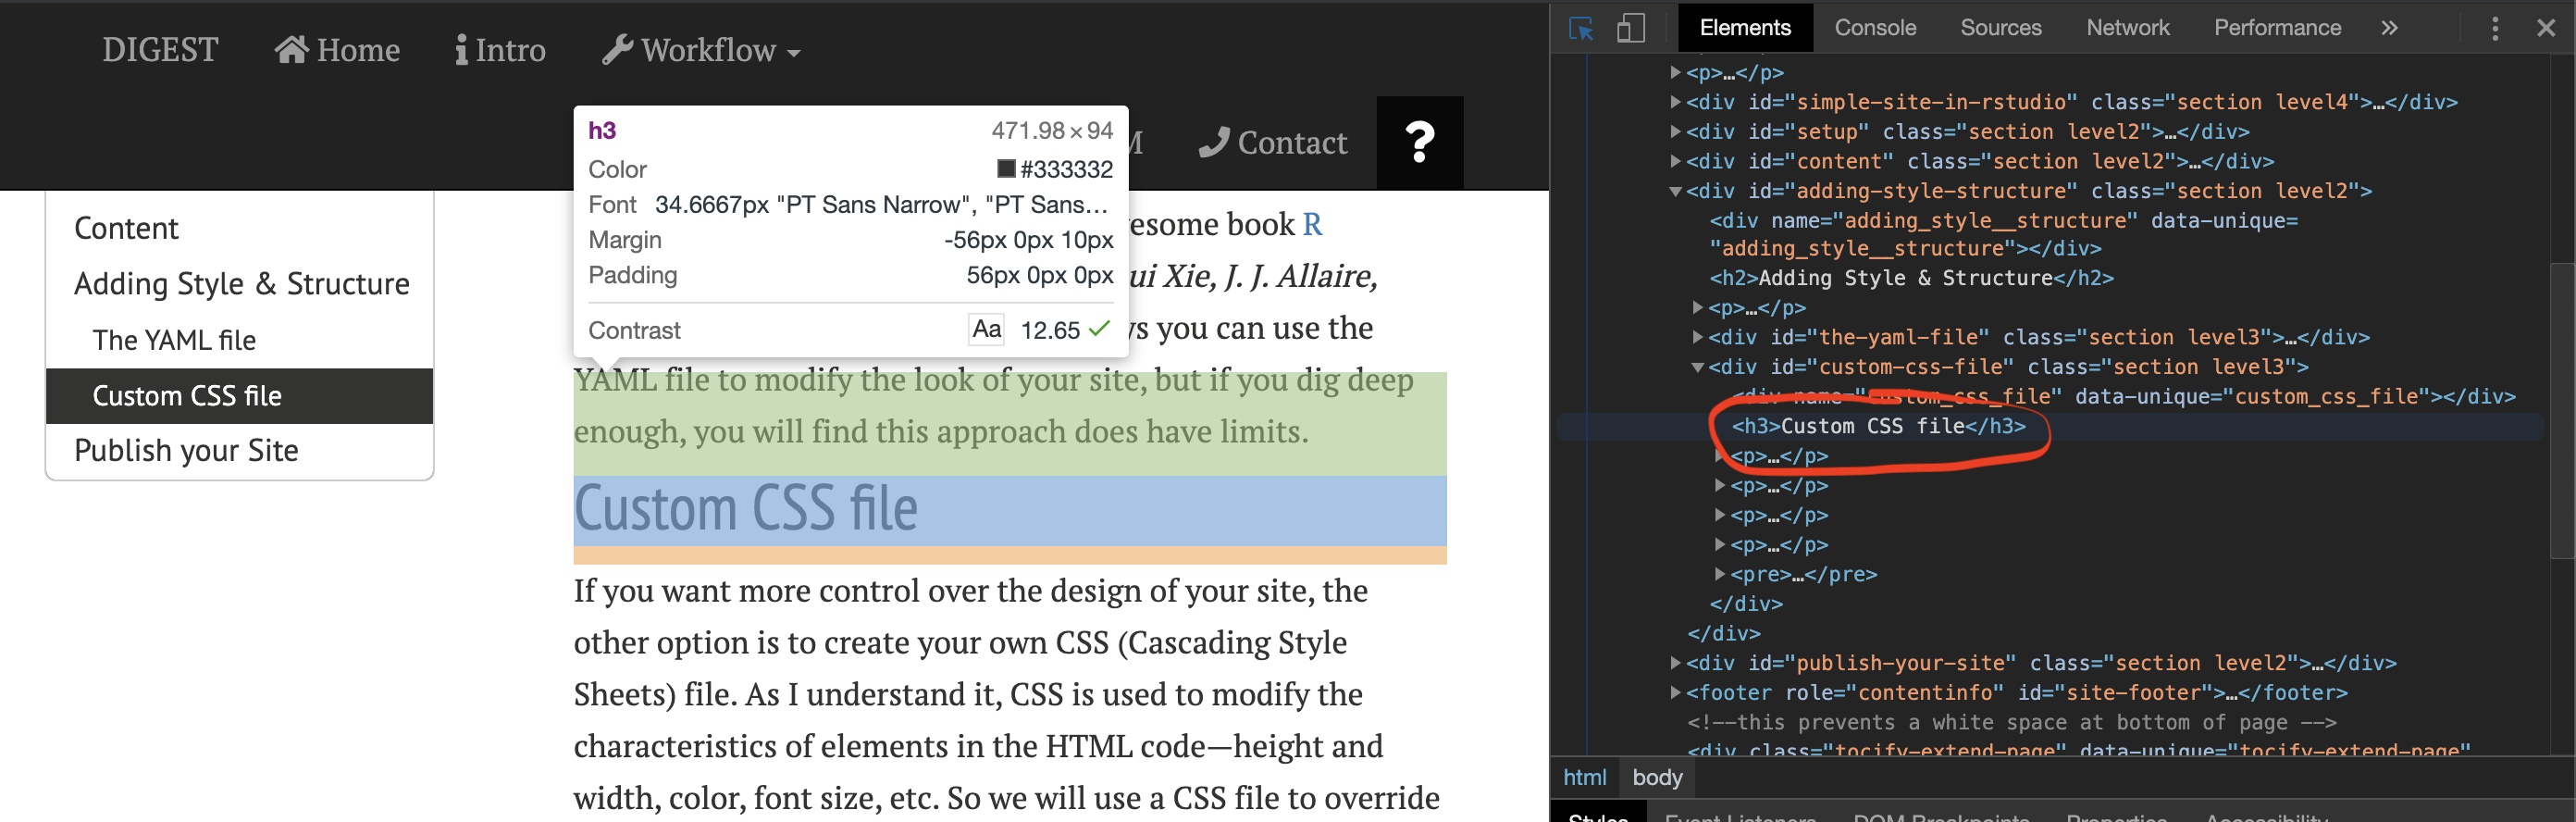 DIGEST Home Intro Workflow
M Contact ?
Content
Adding Style & Structure
The YAML file
Custom CSS file
Publish your Site
h3 471.98 × 94
Color #333332
Font 34.6667px "PT Sans Narrow", "PT Sans…
Margin -56px 0px 10px
Padding 56px 0px 0px
Contrast Aa 12.65
esome book R
ui Xie, J. J. Allaire,
s you can use the
YAML file to modify the look of your site, but if you dig deep
enough, you will find this approach does have limits.
Custom CSS file
If you want more control over the design of your site, the
other option is to create your own CSS (Cascading Style
Sheets) file. As I understand it, CSS is used to modify the
characteristics of elements in the HTML code—height and
width, color, font size, etc. So we will use a CSS file to override
Elements Console Sources Network Performance »
<p>…</p>
<div id="simple-site-in-rstudio" class="section level4">…</div>
<div id="setup" class="section level2">…</div>
<div id="content" class="section level2">…</div>
<div id="adding-style-structure" class="section level2">
<div name="adding_style__structure" data-unique=
"adding_style__structure"></div>
<h2>Adding Style & Structure</h2>
<p>…</p>
<div id="the-yaml-file" class="section level3">…</div>
<div id="custom-css-file" class="section level3">
<div name="custom_css_file" data-unique="custom_css_file"></div>
<h3>Custom CSS file</h3>
<p>…</p>
<p>…</p>
<p>…</p>
<p>…</p>
<pre>…</pre>
</div>
</div>
<div id="publish-your-site" class="section level2">…</div>
<footer role="contentinfo" id="site-footer">…</footer>
<!--this prevents a white space at bottom of page -->
<div class="tocify-extend-page" data-unique="tocify-extend-page"
html body
Styles Event Listeners DOM Breakpoints Properties Accessibility